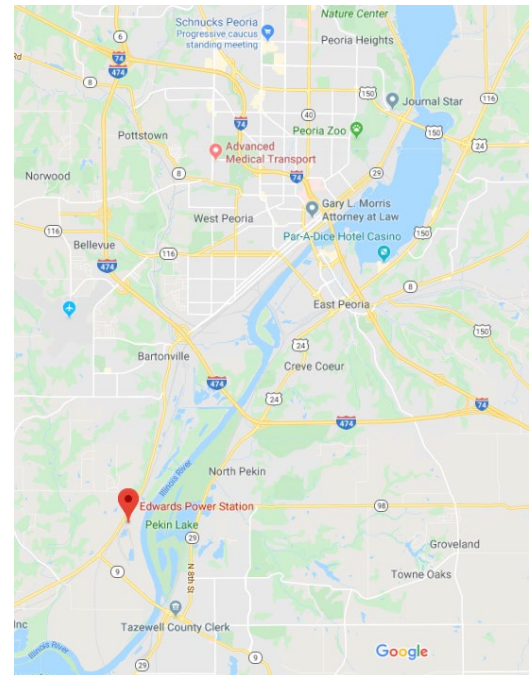 Nature Center
Schnucks Peoria
Progressive caucus
standing meeting
Peoria Heights
6
74
474
Rd
8
8
150
Journal Star
116
40
150
150
Pottstown
74
Peoria Zoo
Advanced
Medical Transport
29
Norwood
8
74
West Peoria
Gary L. Morris
Attorney at Law
116
Bellevue
116
Par-A-Dice Hotel Casino
474
8
East Peoria
150
24
Bartonville
Creve Coeur
474
24
74
474
Illinois River
North Pekin
Edwards Power Station
98
Pekin Lake
29
Groveland
9
N 8th St
Towne Oaks
Inc
Tazewell County Clerk
Illinois River
Google
29
9